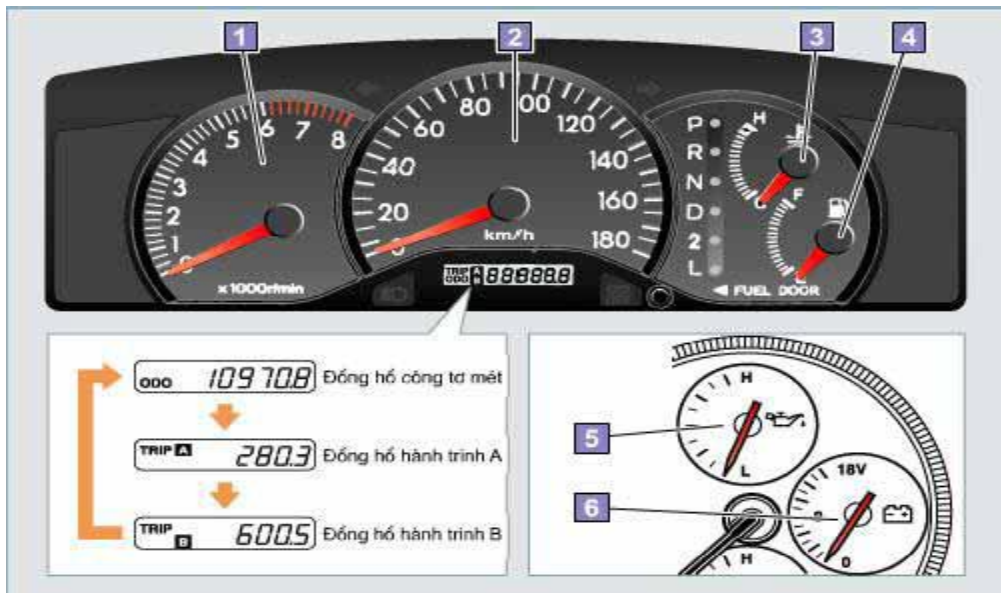 1
2
3
4
0
1
2
3
4
5
6
7
8
x1000r/min
0
20
40
60
80
100
120
140
160
180
km/h
TRIP A
ODO B 88888.8
P
R
N
D
2
L
H
C
F
E
◄ FUEL DOOR
ODO 10970.8 Đồng hồ công tơ mét
TRIP A 280.3 Đồng hồ hành trình A
TRIP B 600.5 Đồng hồ hành trình B
5
H
L
6
18V
0
H